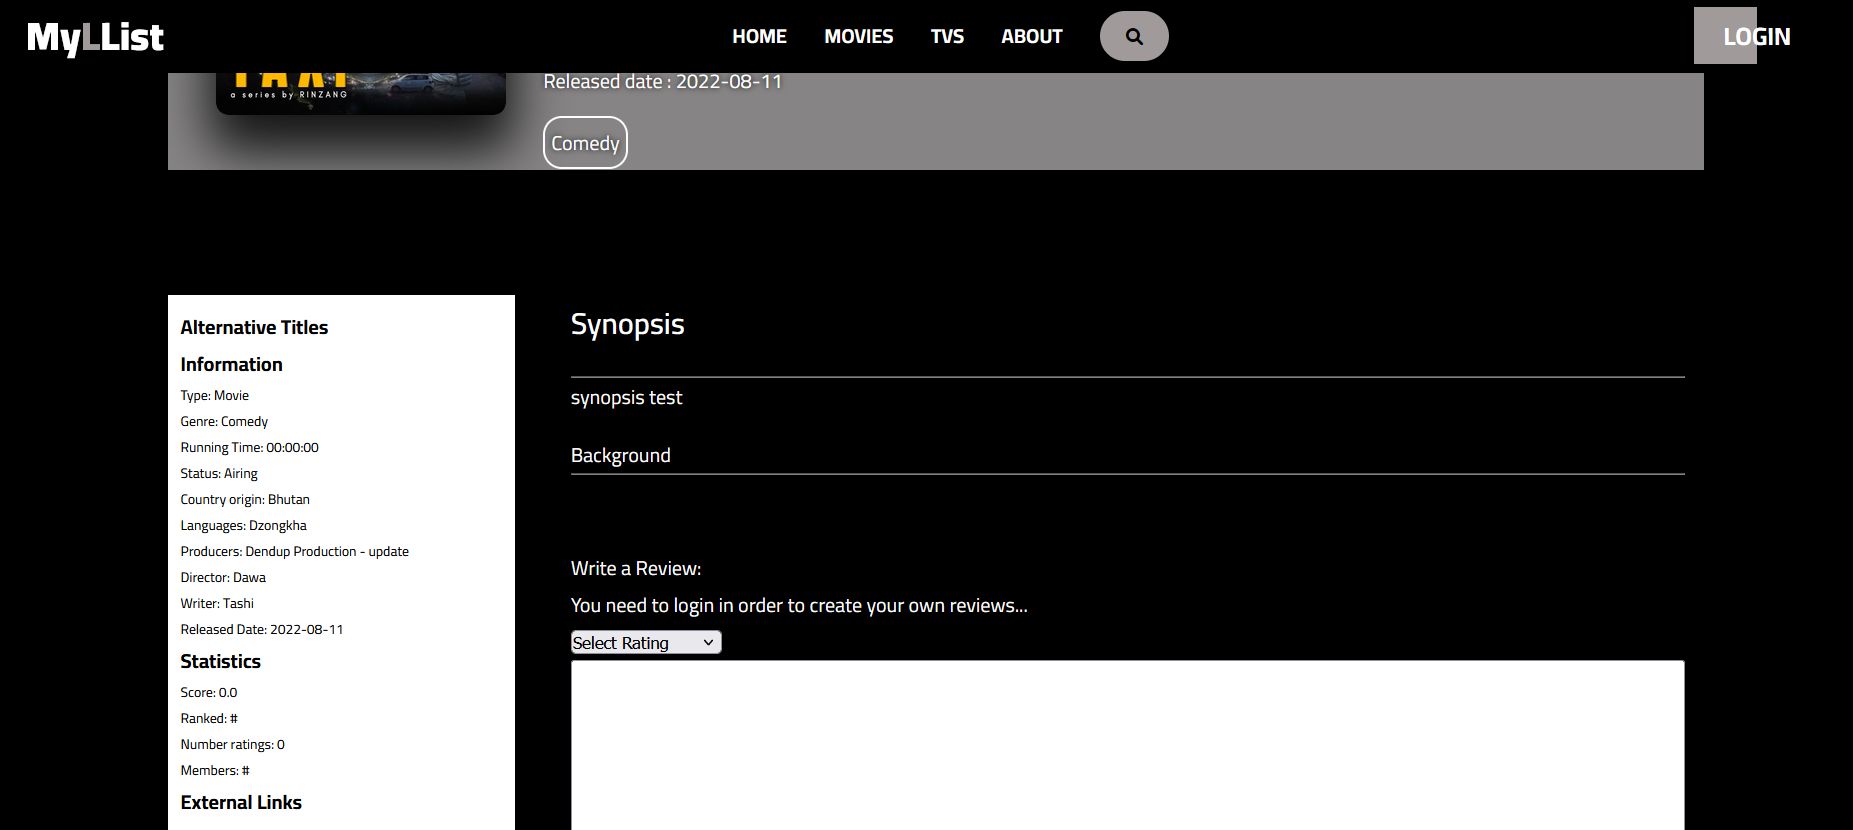 MyLList
HOME MOVIES TVS ABOUT
LOGIN
a series by RINZANG
Released date : 2022-08-11
Comedy
Alternative Titles
Information
Type: Movie
Genre: Comedy
Running Time: 00:00:00
Status: Airing
Country origin: Bhutan
Languages: Dzongkha
Producers: Dendup Production - update
Director: Dawa
Writer: Tashi
Released Date: 2022-08-11
Statistics
Score: 0.0
Ranked: #
Number ratings: 0
Members: #
External Links
Synopsis
synopsis test
Background
Write a Review:
You need to login in order to create your own reviews...
Select Rating